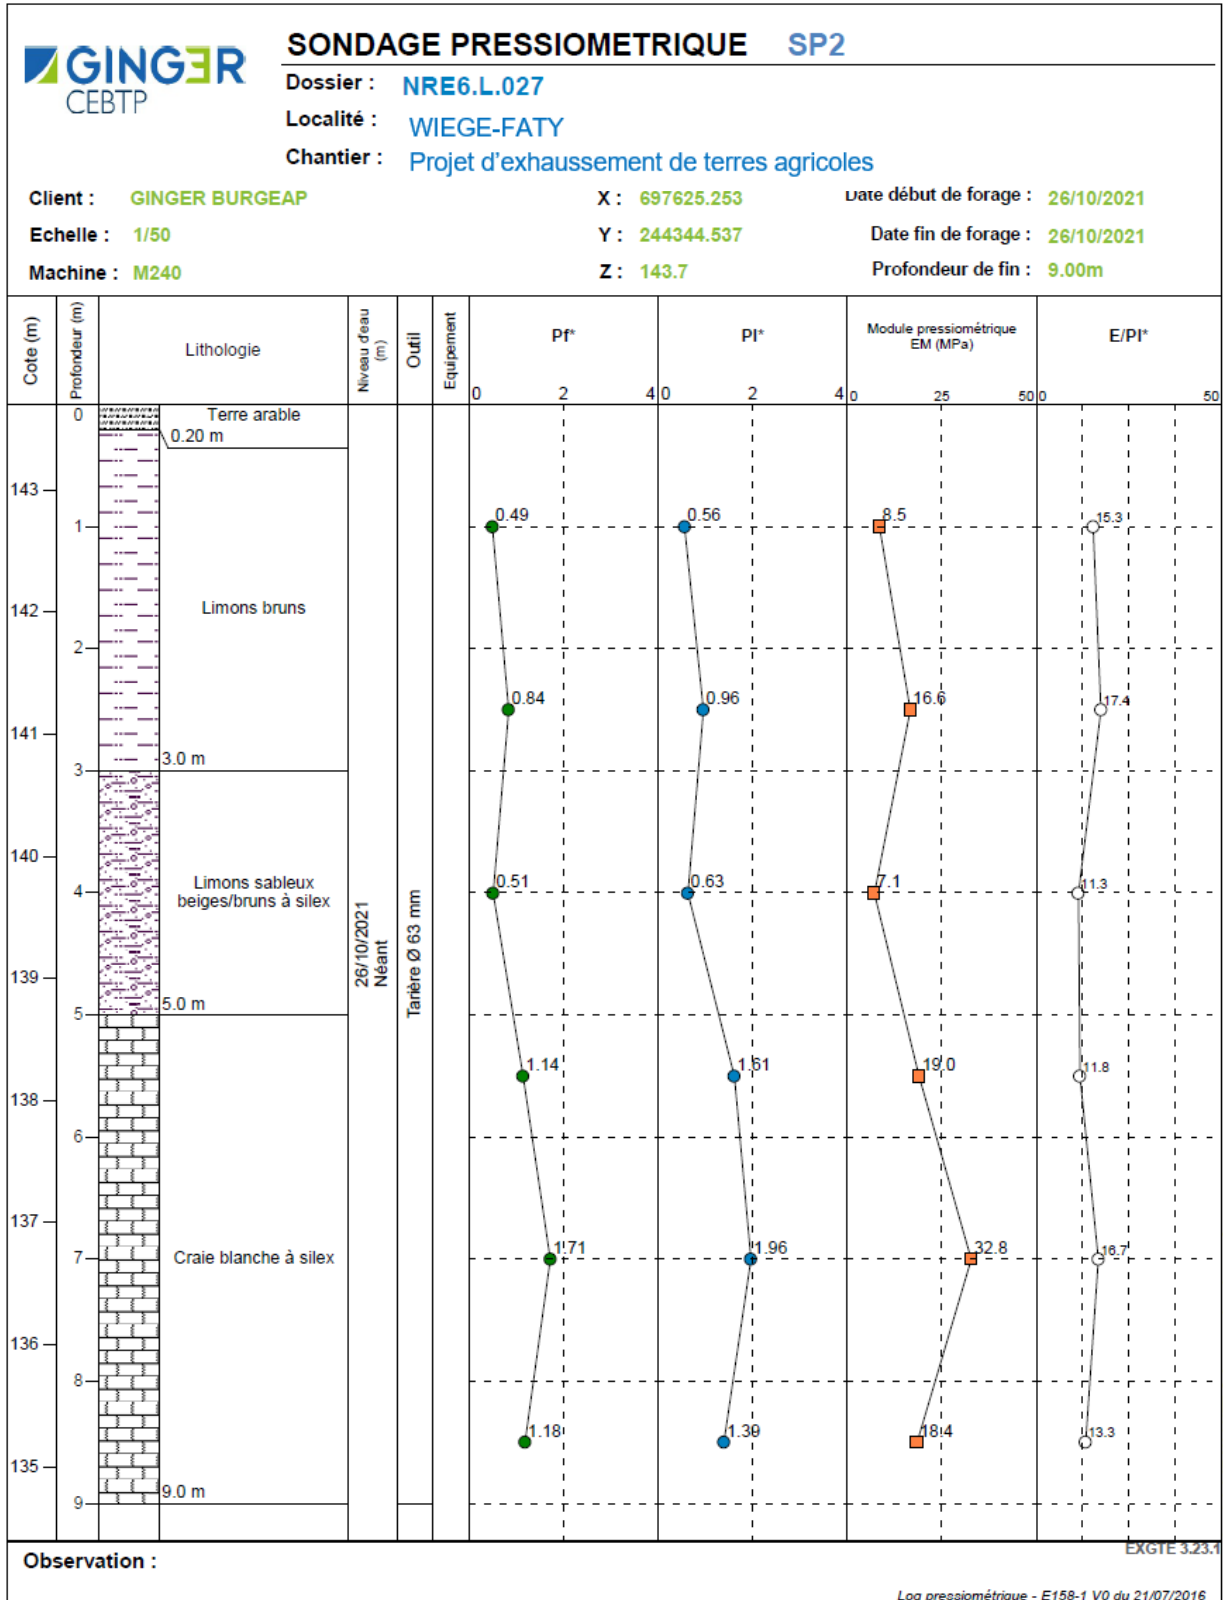 GINGER
CEBTP
SONDAGE PRESSIOMETRIQUE SP2
Dossier : NRE6.L.027
Localité : WIEGE-FATY
Chantier : Projet d'exhaussement de terres agricoles
Client : GINGER BURGEAP X : 697625.253 Date début de forage : 26/10/2021
Echelle : 1/50 Y : 244344.537 Date fin de forage : 26/10/2021
Machine : M240 Z : 143.7 Profondeur de fin : 9.00m
Cote (m)
Profondeur (m)
Lithologie
Niveau d'eau
(m)
Outil
Equipement
Pf*
Pl*
Module pressiométrique
EM (MPa)
E/Pl*
0 2 4 0 2 4 0 25 50 0 50
0 Terre arable
0.20 m
143
1 0.49 0.56 8.5 15.3
142 Limons bruns
2
0.84 0.96 16.6 17.4
141
3.0 m
3
140
4 0.51 0.63 7.1 11.3
Limons sableux
beiges/bruns à silex
26/10/2021
Néant
Tarière Ø 63 mm
139
5.0 m
5
1.14 1.61 19.0 11.8
138
6
137
7 Craie blanche à silex 1.71 1.96 32.8 16.7
136
8
1.18 1.39 18.4 13.3
135
9.0 m
9
EXGTE 3.23.1
Observation :
Log pressiométrique - E158-1 V0 du 21/07/2016